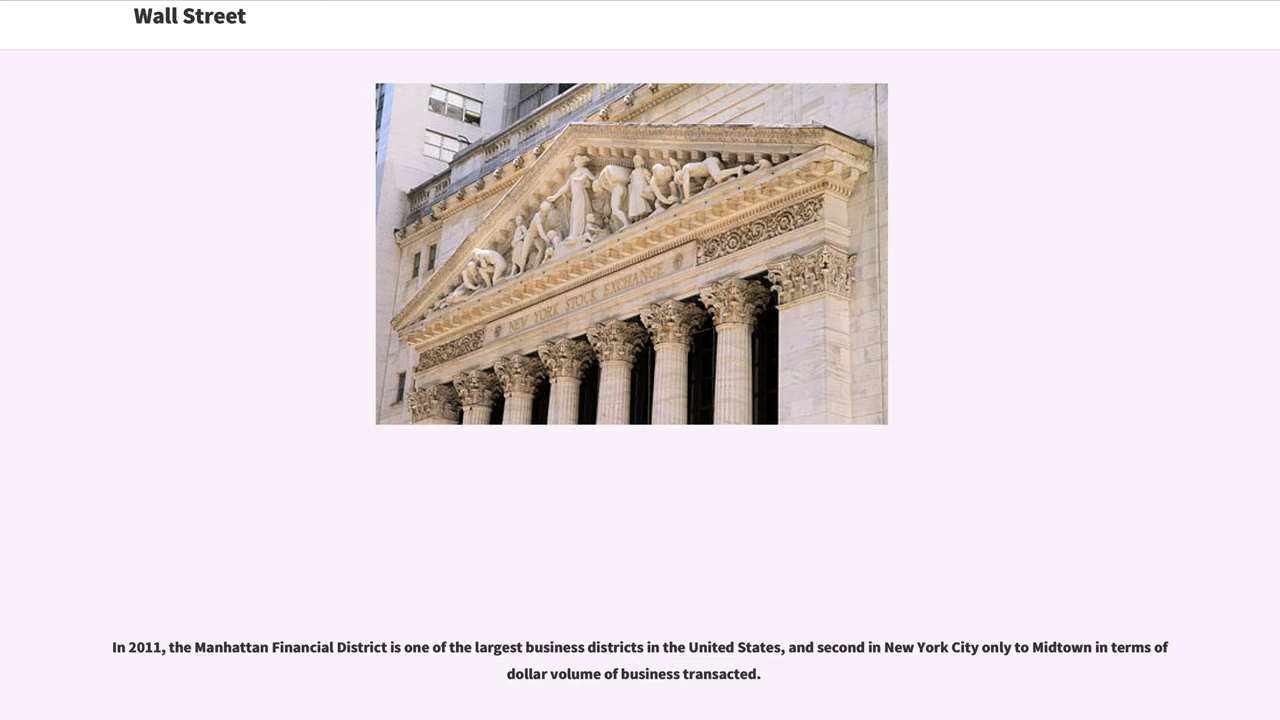 Wall Street
NEW YORK STOCK EXCHANGE
In 2011, the Manhattan Financial District is one of the largest business districts in the United States, and second in New York City only to Midtown in terms of
dollar volume of business transacted.